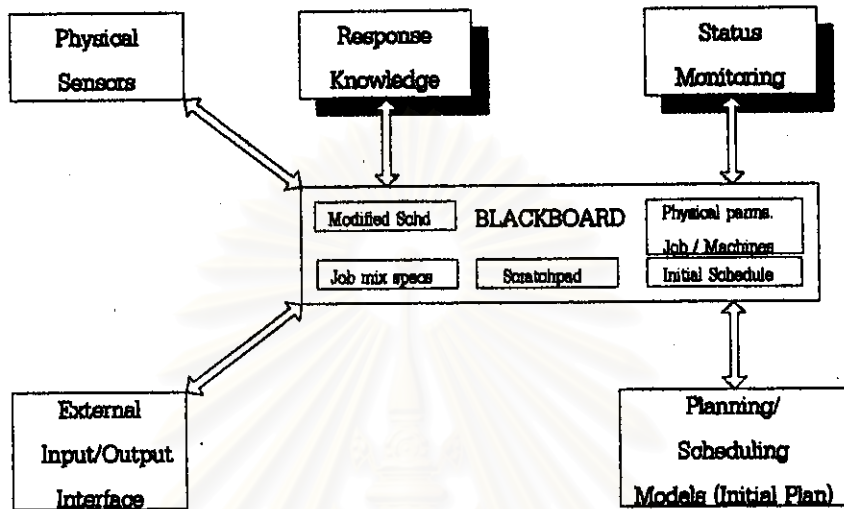 Physical
Sensors
Response
Knowledge
Status
Monitoring
Modified Schd
BLACKBOARD
Physical parms.
Job / Machines
Job mix specs
Scratchpad
Initial Schedule
External
Input/Output
Interface
Planning/
Scheduling
Models (Initial Plan)